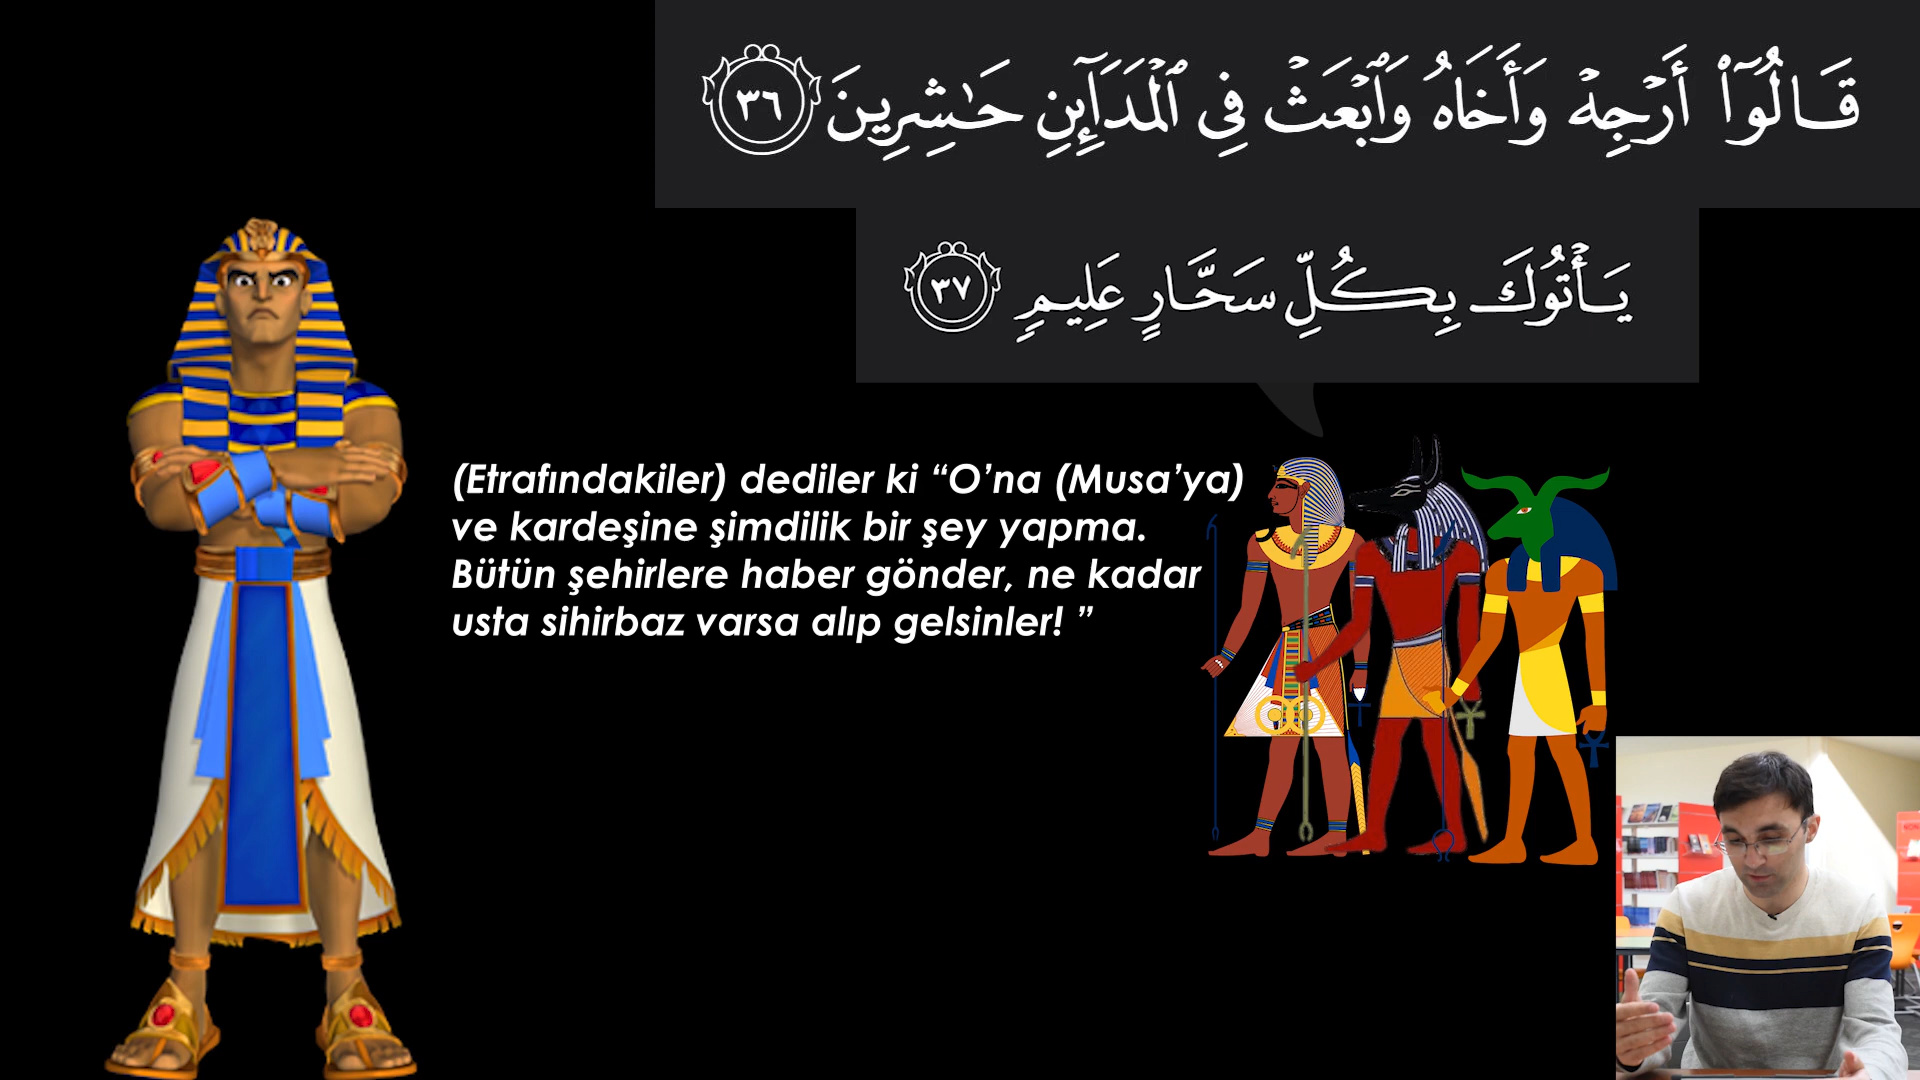 قَالُوٓا۟ أَرْجِهْ وَأَخَاهُ وَٱبْعَثْ فِى ٱلْمَدَآئِنِ حَـٰشِرِينَ ٣٦
يَأْتُوكَ بِكُلِّ سَحَّارٍ عَلِيمٍ ٣٧
(Etrafındakiler) dediler ki “O’na (Musa’ya)
ve kardeşine şimdilik bir şey yapma.
Bütün şehirlere haber gönder, ne kadar
usta sihirbaz varsa alıp gelsinler! ”